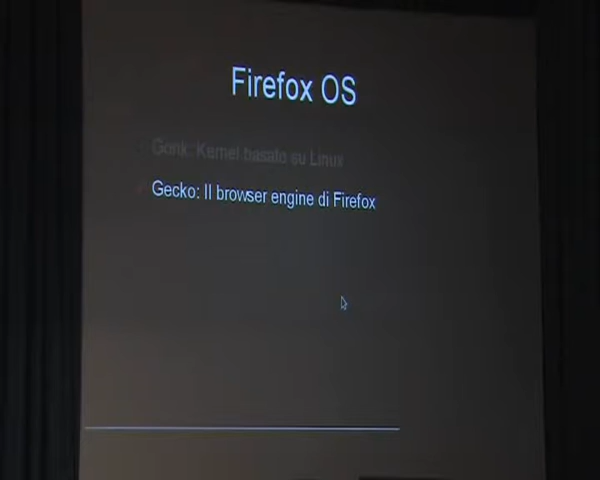 Firefox OS
Gonk: Kernel basato su Linux
Gecko: Il browser engine di Firefox